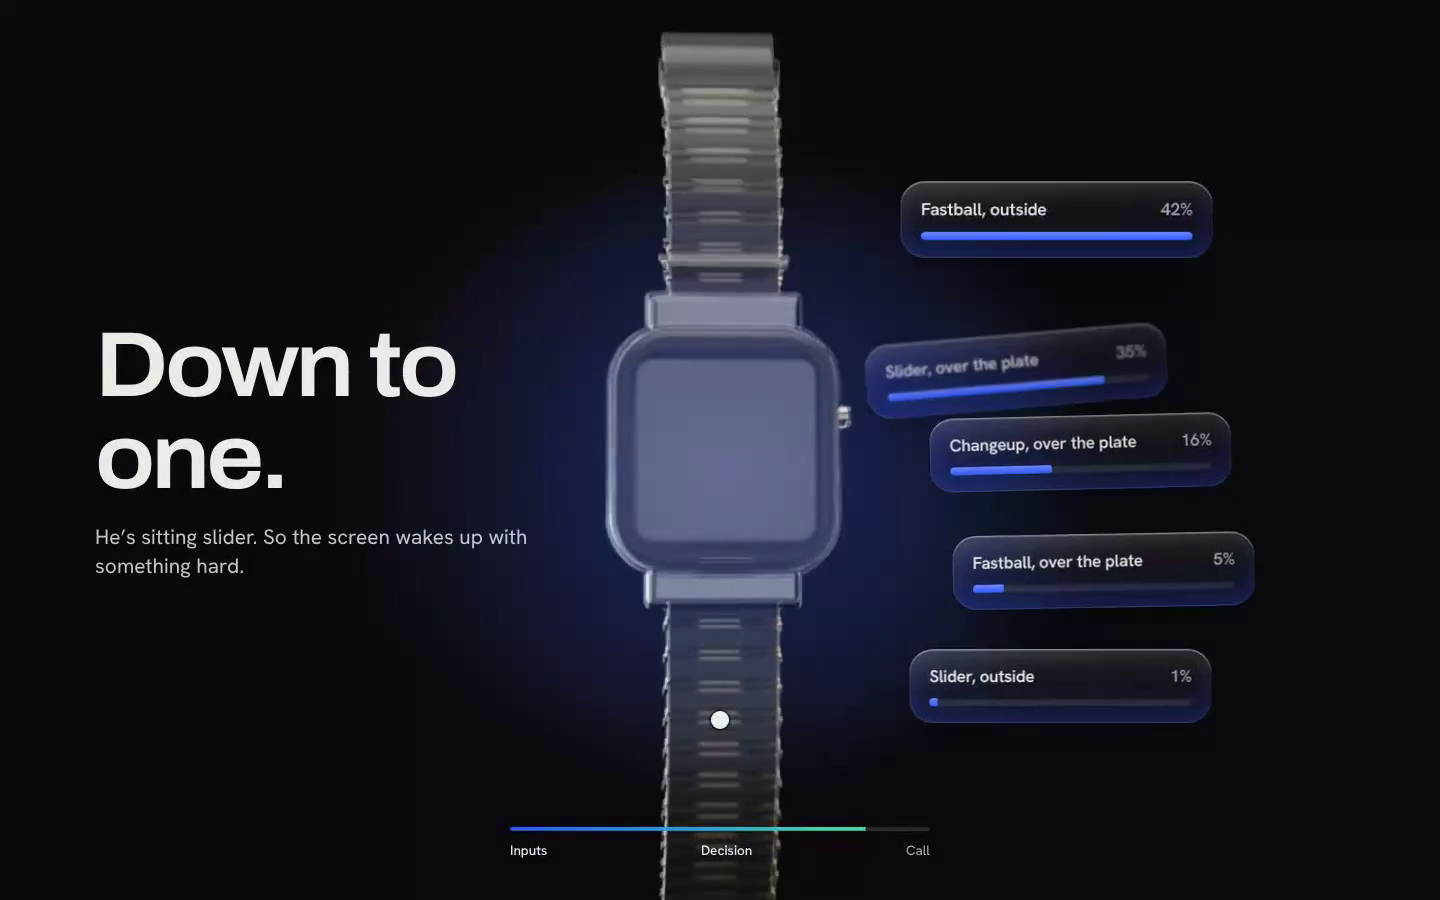 Down to
one.
He’s sitting slider. So the screen wakes up with
something hard.
Fastball, outside 42%
Slider, over the plate 35%
Changeup, over the plate 16%
Fastball, over the plate 5%
Slider, outside 1%
Inputs Decision Call